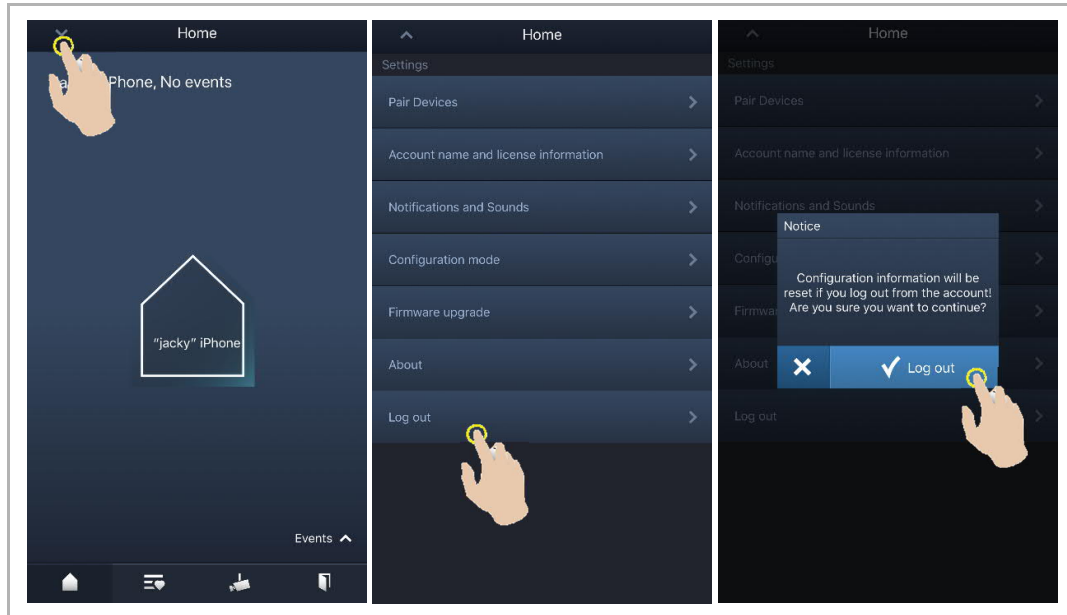 Home
Phone, No events
"jacky" iPhone
Events
Home
Settings
Pair Devices
Account name and license information
Notifications and Sounds
Configuration mode
Firmware upgrade
About
Log out
Home
Settings
Pair Devices
Account name and license information
Notifications and Sounds
Configu
Firmwar
About
Log out
Notice
Configuration information will be
reset if you log out from the account!
Are you sure you want to continue?
Log out